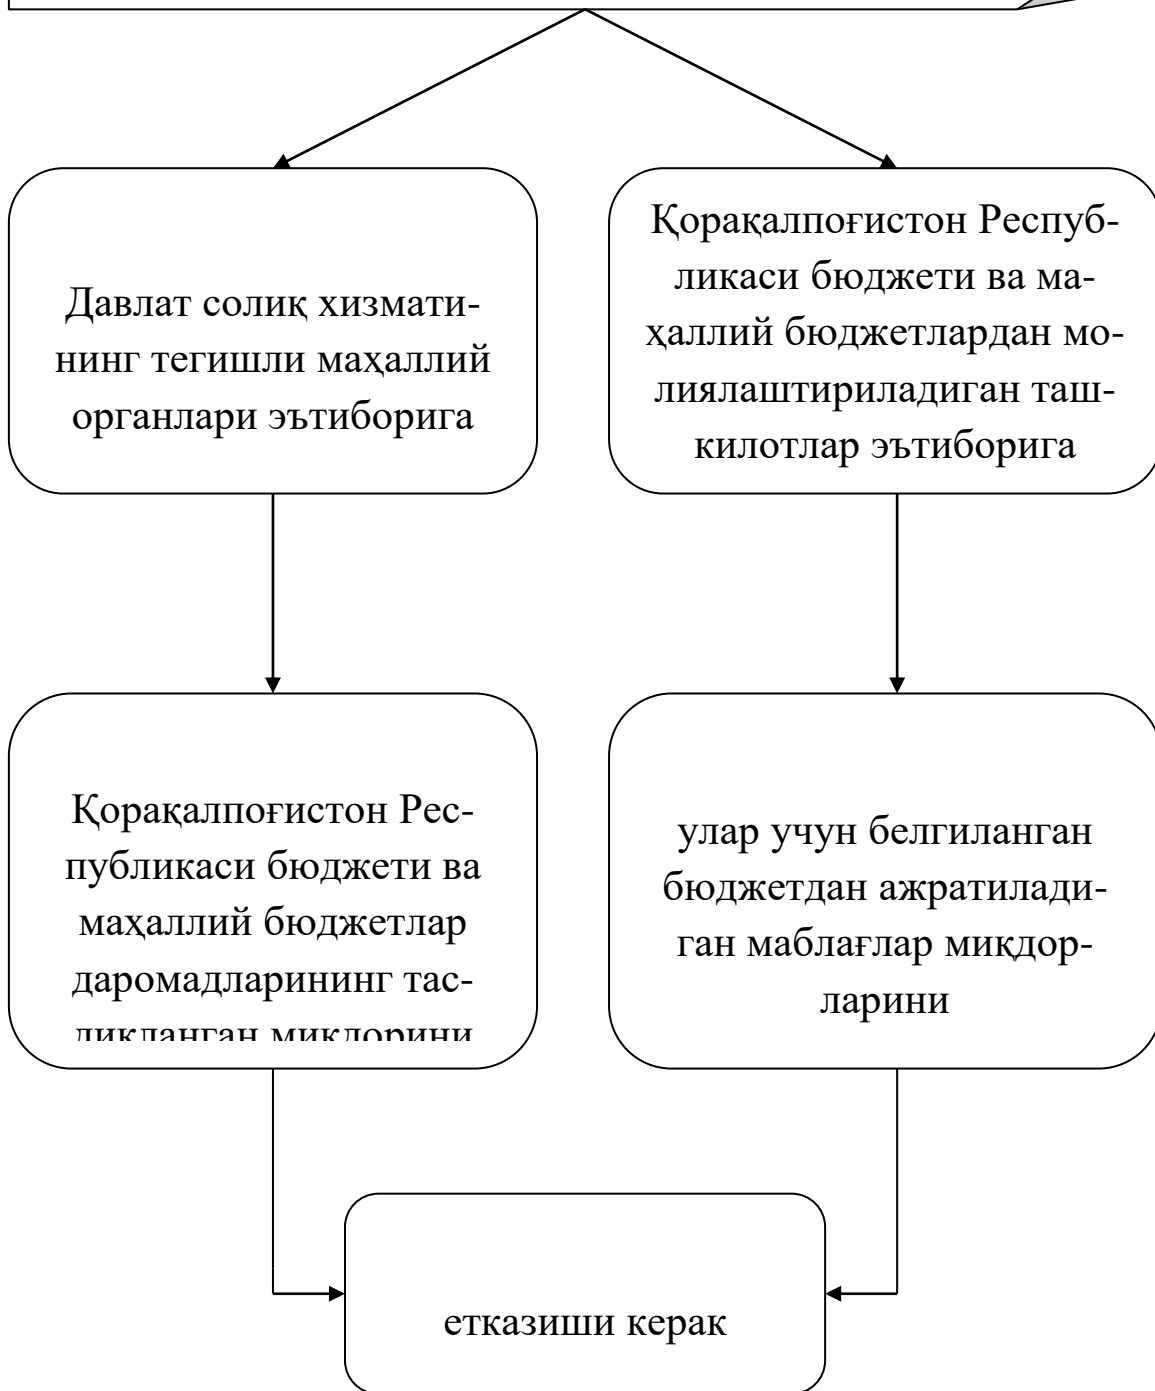 Давлат солиқ хизмати-
нинг тегишли маҳаллий
органлари эътиборига
Қорақалпоғистон Респуб-
ликаси бюджети ва ма-
ҳаллий бюджетлардан мо-
лиялаштириладиган таш-
килотлар эътиборига
Қорақалпоғистон Рес-
публикаси бюджети ва
маҳаллий бюджетлар
даромадларининг тас-
диқланган миқдорини
улар учун белгиланган
бюджетдан ажратилади-
ган маблағлар миқдор-
ларини
етказиши керак